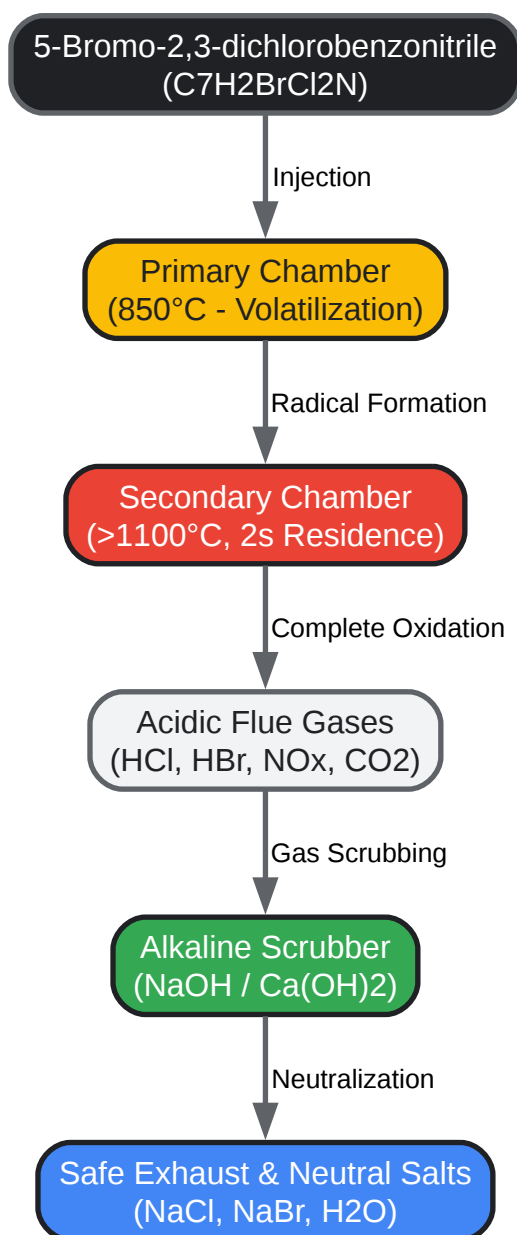 5-Bromo-2,3-dichlorobenzonitrile
(C7H2BrCl2N)
Injection
Primary Chamber
(850°C - Volatilization)
Radical Formation
Secondary Chamber
(>1100°C, 2s Residence)
Complete Oxidation
Acidic Flue Gases
(HCl, HBr, NOx, CO2)
Gas Scrubbing
Alkaline Scrubber
(NaOH / Ca(OH)2)
Neutralization
Safe Exhaust & Neutral Salts
(NaCl, NaBr, H2O)